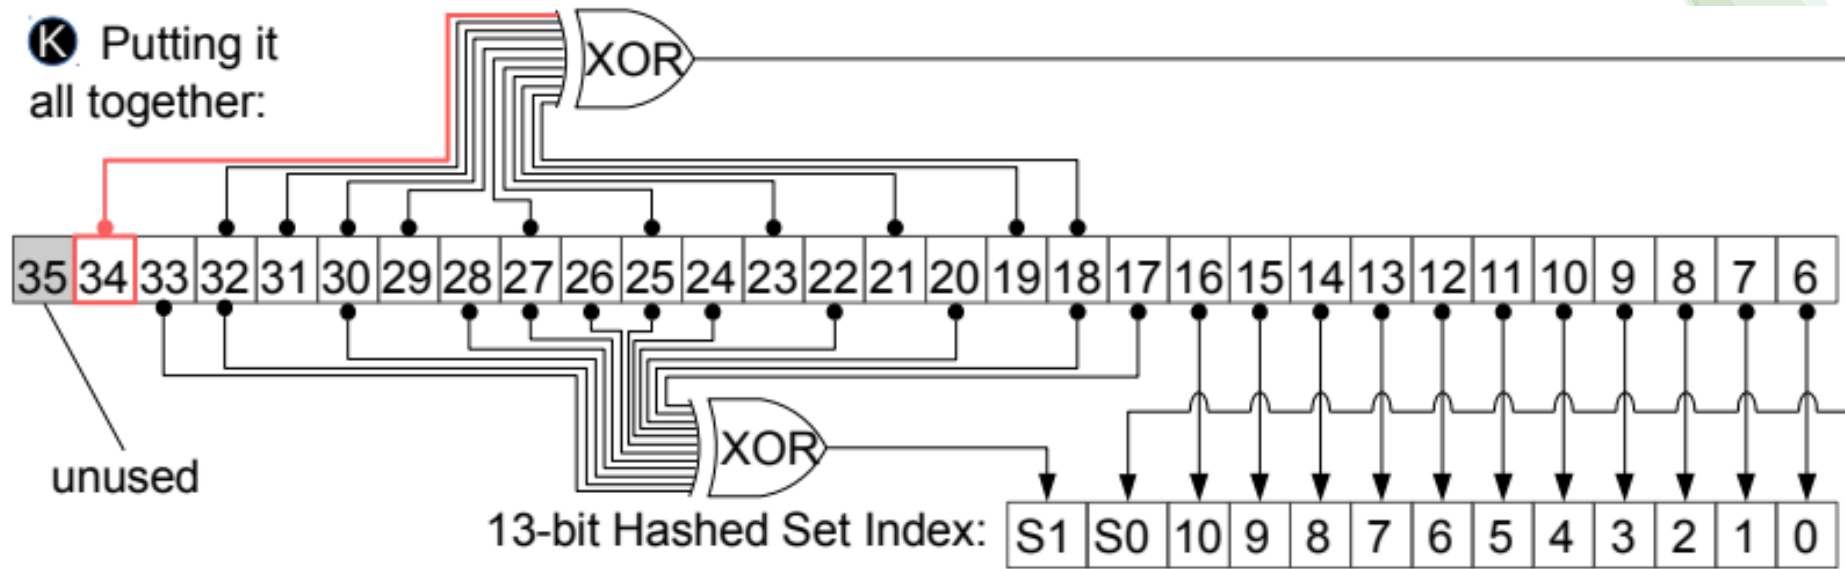 K Putting it
all together:
XOR
35 34 33 32 31 30 29 28 27 26 25 24 23 22 21 20 19 18 17 16 15 14 13 12 11 10 9 8 7 6
XOR
unused
13-bit Hashed Set Index: S1 S0 10 9 8 7 6 5 4 3 2 1 0